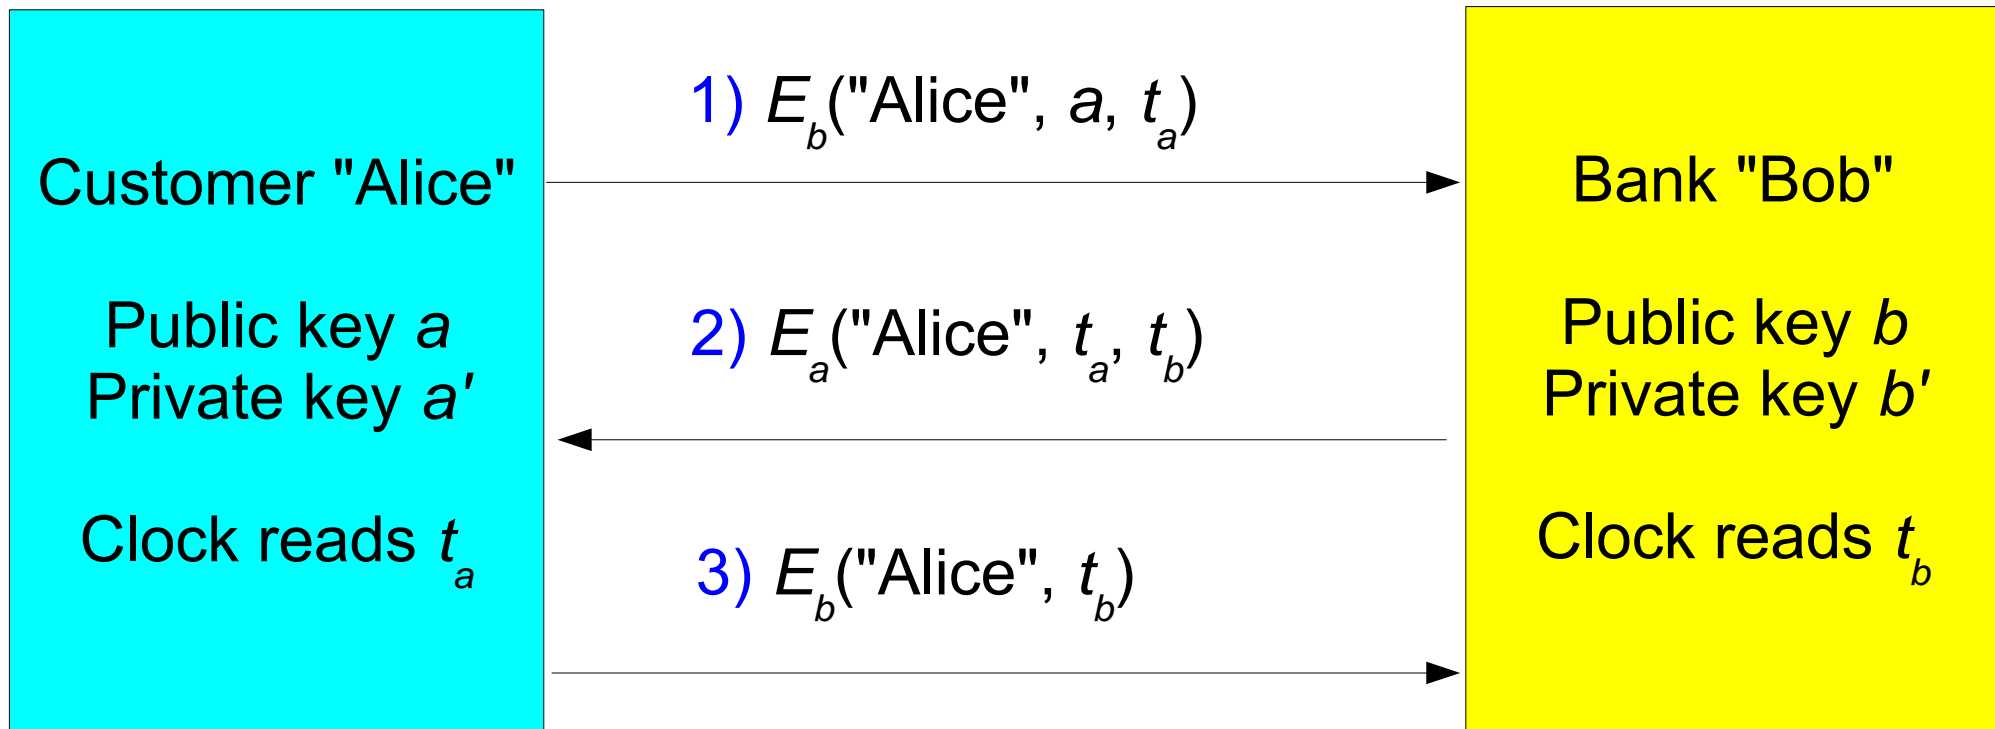 Customer "Alice"
Public key a
Private key a'
Clock reads t_a
1) E_b("Alice", a, t_a)
2) E_a("Alice", t_a, t_b)
3) E_b("Alice", t_b)
Bank "Bob"
Public key b
Private key b'
Clock reads t_b